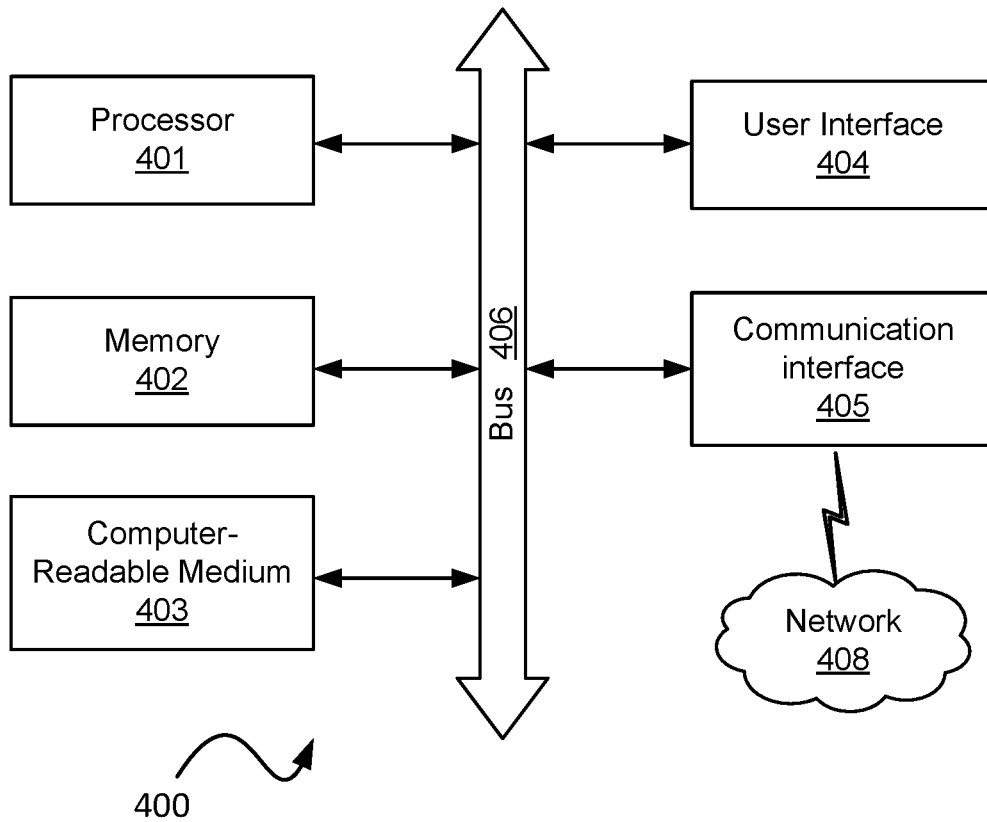 Processor
401
User Interface
404
Memory
402
Bus 406
Communication
interface
405
Computer-
Readable Medium
403
Network
408
400